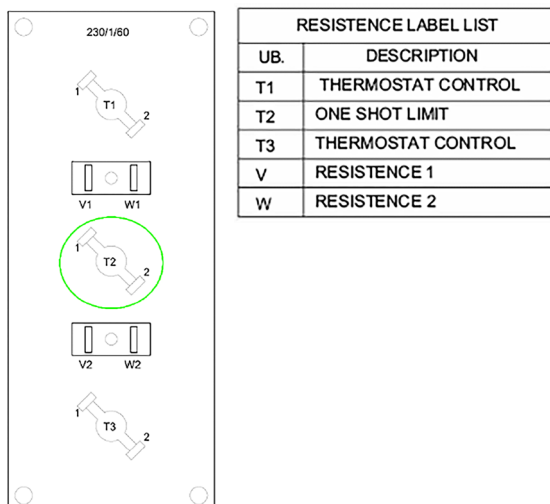 230/1/60
1 T1 2
V1 W1
1 T2 2
V2 W2
1 T3 2
RESISTENCE LABEL LIST
UB. DESCRIPTION
T1 THERMOSTAT CONTROL
T2 ONE SHOT LIMIT
T3 THERMOSTAT CONTROL
V RESISTENCE 1
W RESISTENCE 2